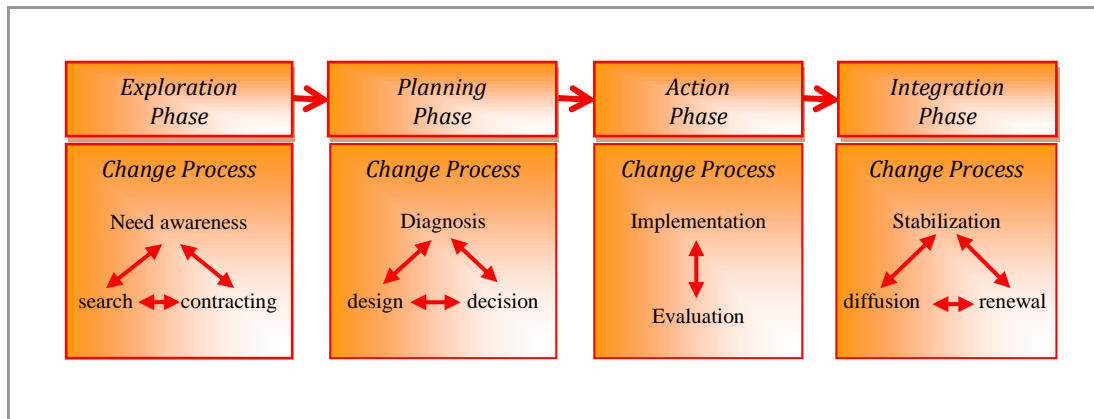 Exploration
Phase
Planning
Phase
Action
Phase
Integration
Phase
Change Process
Need awareness
search
contracting
Change Process
Diagnosis
design
decision
Change Process
Implementation
Evaluation
Change Process
Stabilization
diffusion
renewal